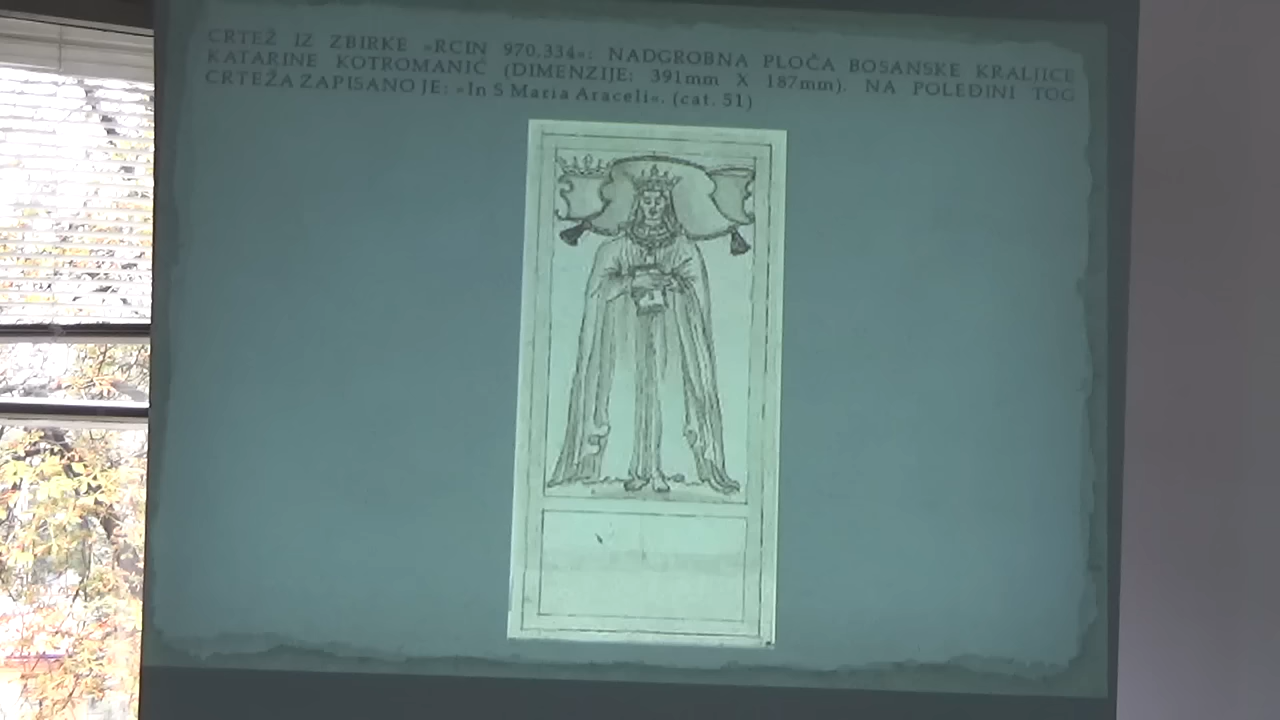 CRTEŽ IZ ZBIRKE »RCIN 970.334«: NADGROBNA PLOČA BOSANSKE KRALJICE
KATARINE KOTROMANIĆ (DIMENZIJE: 391mm X 187mm). NA POLEĐINI TOG
CRTEŽA ZAPISANO JE: »In S Maria Araceli«. (cat. 51)